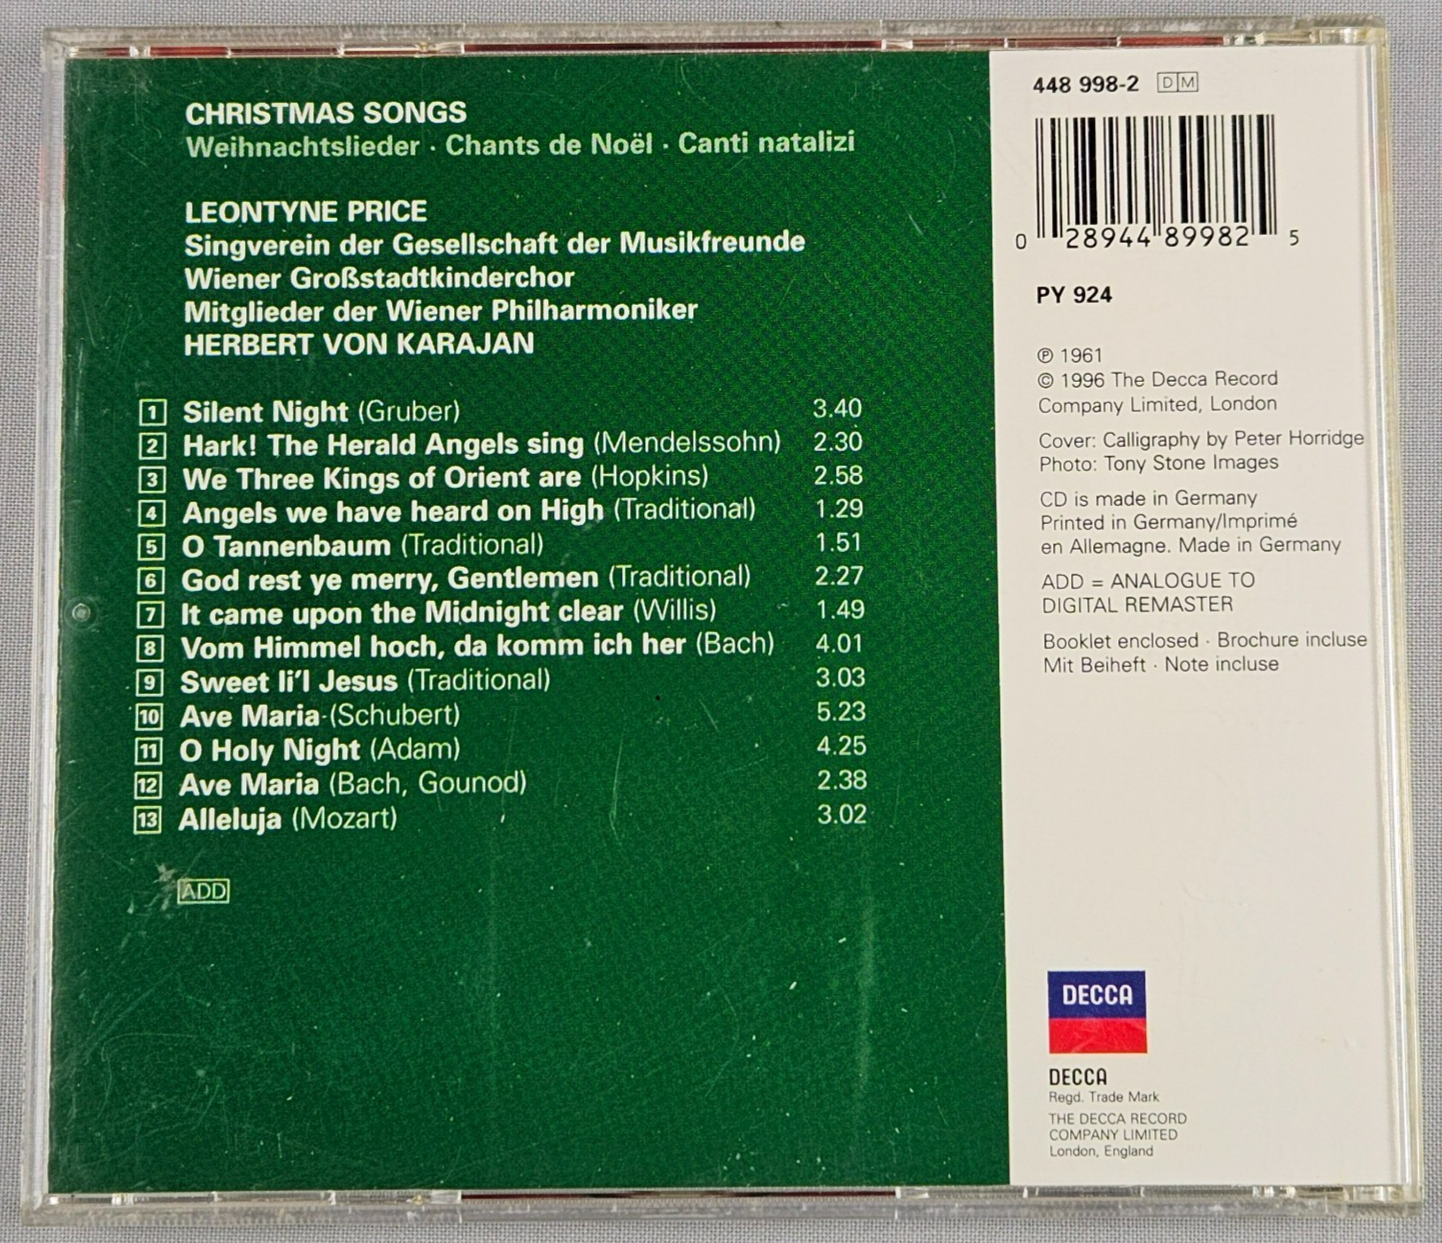 CHRISTMAS SONGS
Weihnachtslieder · Chants de Noël · Canti natalizi
LEONTYNE PRICE
Singverein der Gesellschaft der Musikfreunde
Wiener Großstadtkinderchor
Mitglieder der Wiener Philharmoniker
HERBERT VON KARAJAN
1 Silent Night (Gruber) 3.40
2 Hark! The Herald Angels sing (Mendelssohn) 2.30
3 We Three Kings of Orient are (Hopkins) 2.58
4 Angels we have heard on High (Traditional) 1.29
5 O Tannenbaum (Traditional) 1.51
6 God rest ye merry, Gentlemen (Traditional) 2.27
7 It came upon the Midnight clear (Willis) 1.49
8 Vom Himmel hoch, da komm ich her (Bach) 4.01
9 Sweet li'l Jesus (Traditional) 3.03
10 Ave Maria (Schubert) 5.23
11 O Holy Night (Adam) 4.25
12 Ave Maria (Bach, Gounod) 2.38
13 Alleluja (Mozart) 3.02
ADD
448 998-2 DM
0 28944 89982 5
PY 924
℗ 1961
© 1996 The Decca Record
Company Limited, London
Cover: Calligraphy by Peter Horridge
Photo: Tony Stone Images
CD is made in Germany
Printed in Germany/Imprimé
en Allemagne. Made in Germany
ADD = ANALOGUE TO
DIGITAL REMASTER
Booklet enclosed · Brochure incluse
Mit Beiheft · Note incluse
DECCA
DECCA
Regd. Trade Mark
THE DECCA RECORD
COMPANY LIMITED
London, England